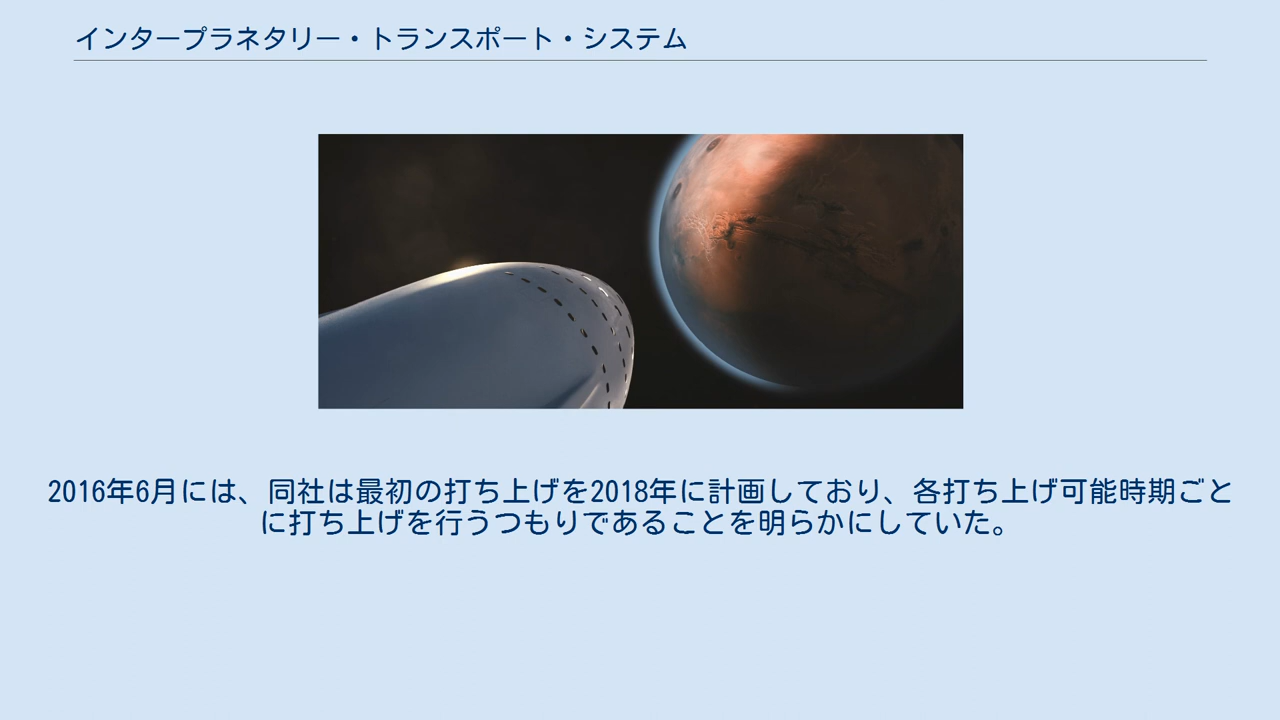 インタープラネタリー・トランスポート・システム
2016年6月には、同社は最初の打ち上げを2018年に計画しており、各打ち上げ可能時期ごと
に打ち上げを行うつもりであることを明らかにしていた。